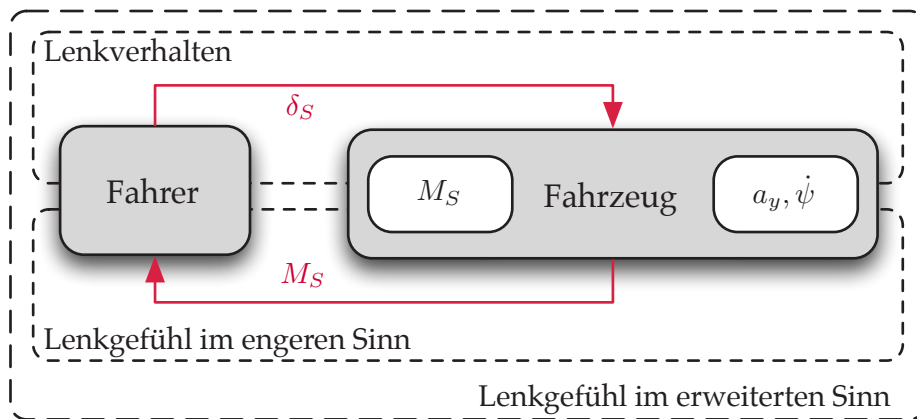 Lenkverhalten
δ_S
Fahrer
M_S
Fahrzeug
a_y, ψ̇
M_S
Lenkgefühl im engeren Sinn
Lenkgefühl im erweiterten Sinn